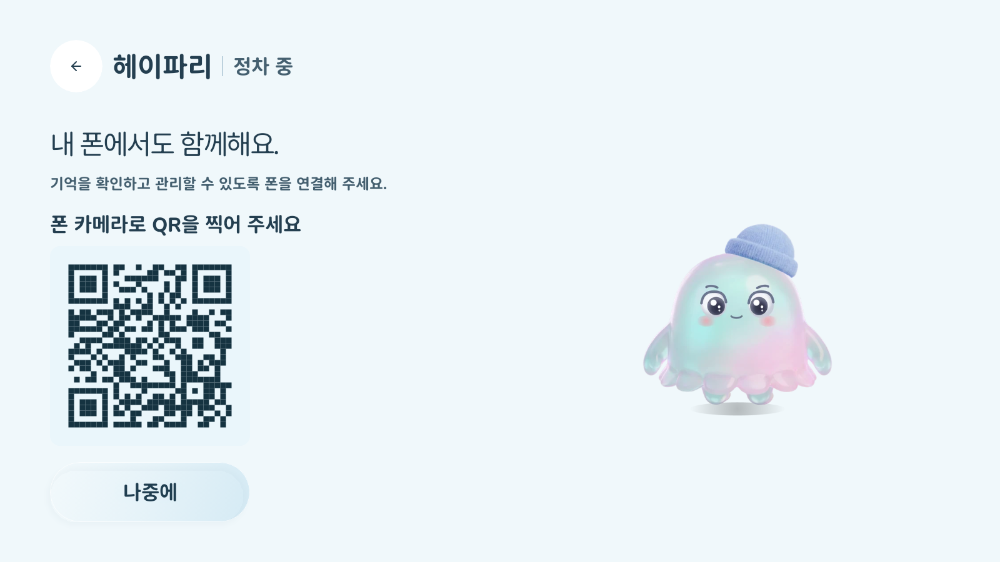 헤이파리 정차 중
내 폰에서도 함께해요.
기억을 확인하고 관리할 수 있도록 폰을 연결해 주세요.
폰 카메라로 QR을 찍어 주세요
나중에